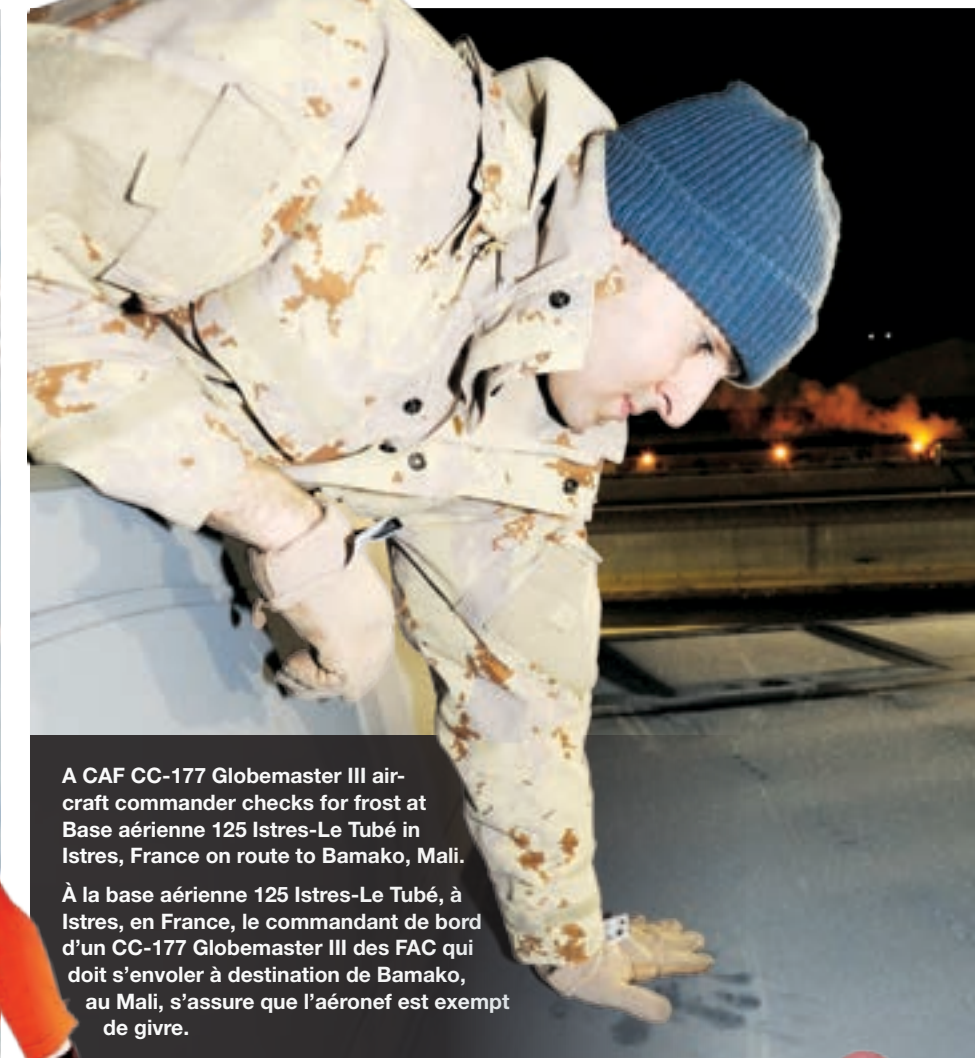 A CAF CC-177 Globemaster III air-
craft commander checks for frost at
Base aérienne 125 Istres-Le Tubé in
Istres, France on route to Bamako, Mali.
À la base aérienne 125 Istres-Le Tubé, à
Istres, en France, le commandant de bord
d’un CC-177 Globemaster III des FAC qui
doit s’envoler à destination de Bamako,
au Mali, s’assure que l’aéronef est exempt
de givre.